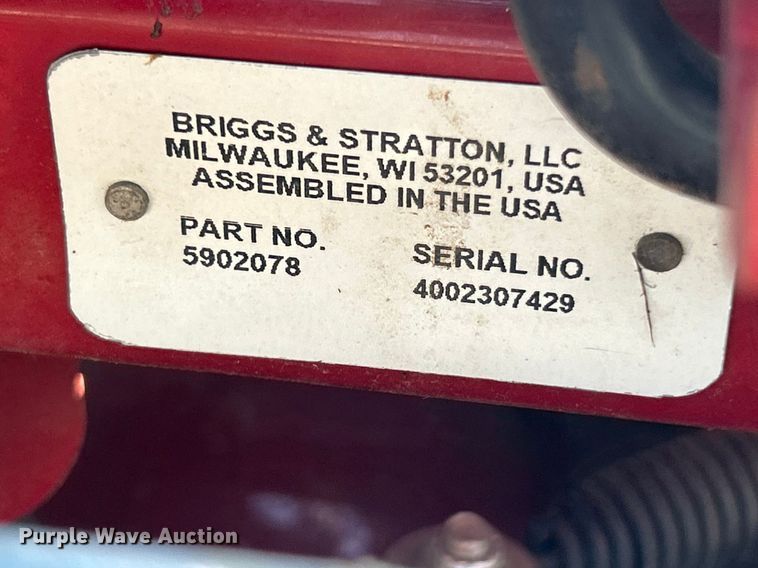 BRIGGS & STRATTON, LLC
MILWAUKEE, WI 53201, USA
ASSEMBLED IN THE USA
PART NO.
5902078
SERIAL NO.
4002307429
Purple Wave Auction